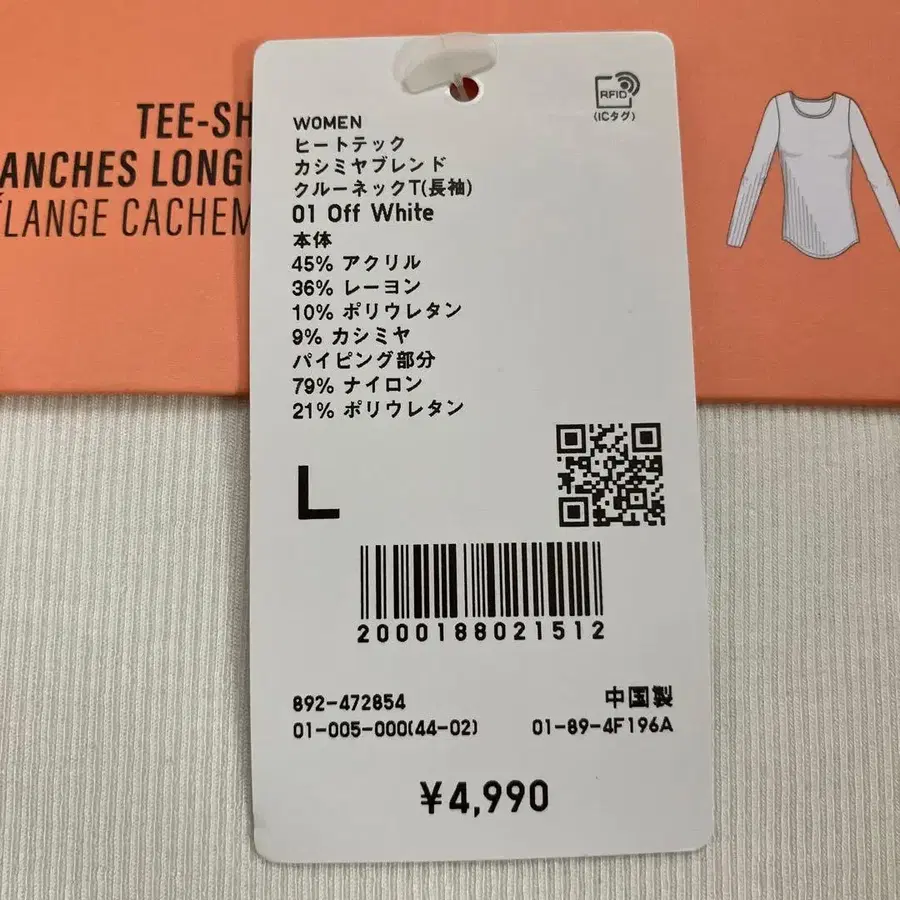 TEE-SH
ANCHES LONGU
ÉLANGE CACHEM
RFID
(ICタグ)
WOMEN
ヒートテック
カシミヤブレンド
クルーネックT(長袖)
01 Off White
本体
45% アクリル
36% レーヨン
10% ポリウレタン
9% カシミヤ
パイピング部分
79% ナイロン
21% ポリウレタン
L
2000188021512
892-472854
中国製
01-005-000(44-02)
01-89-4F196A
¥4,990